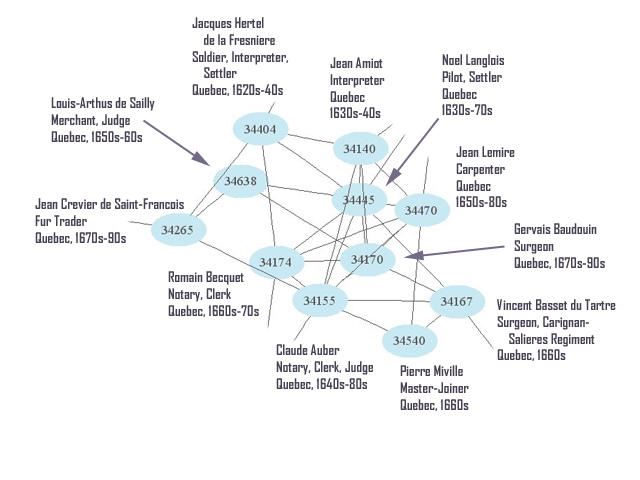 Jacques Hertel
de la Fresniere
Soldier, Interpreter,
Settler
Quebec, 1620s-40s
Jean Amiot
Interpreter
Quebec
1630s-40s
Noel Langlois
Pilot, Settler
Quebec
1630s-70s
Louis-Arthus de Sailly
Merchant, Judge
Quebec, 1650s-60s
34404
34140
Jean Lemire
Carpenter
Quebec
1650s-80s
34638
34445
34470
Jean Crevier de Saint-Francois
Fur Trader
Quebec, 1670s-90s
34265
Gervais Baudouin
Surgeon
Quebec, 1670s-90s
34174
34170
Romain Becquet
Notary, Clerk
Quebec, 1660s-70s
34155
34167
Vincent Basset du Tartre
Surgeon, Carignan-
Salieres Regiment
Quebec, 1660s
34540
Claude Auber
Notary, Clerk, Judge
Quebec, 1640s-80s
Pierre Miville
Master-Joiner
Quebec, 1660s